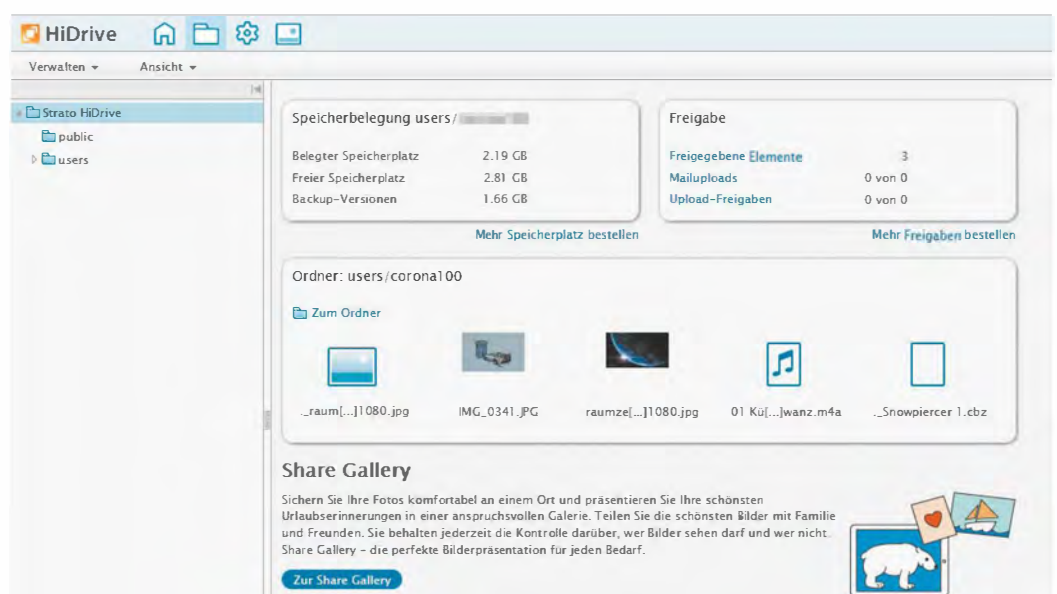 HiDrive
Verwalten Ansicht
Strato HiDrive
public
users
Speicherbelegung users/
Belegter Speicherplatz 2.19 GB
Freier Speicherplatz 2.81 GB
Backup-Versionen 1.66 GB
Mehr Speicherplatz bestellen
Freigabe
Freigegebene Elemente 3
Mailuploads 0 von 0
Upload-Freigaben 0 von 0
Mehr Freigaben bestellen
Ordner: users/corona100
Zum Ordner
._raum[...]1080.jpg IMG_0341.JPG raumze[...]1080.jpg 01 Kü[...]wanz.m4a ._Snowpiercer 1.cbz
Share Gallery
Sichern Sie Ihre Fotos komfortabel an einem Ort und präsentieren Sie Ihre schönsten
Urlaubserinnerungen in einer anspruchsvollen Galerie. Teilen Sie die schönsten Bilder mit Familie
und Freunden. Sie behalten jederzeit die Kontrolle darüber, wer Bilder sehen darf und wer nicht.
Share Gallery – die perfekte Bilderpräsentation für jeden Bedarf.
Zur Share Gallery